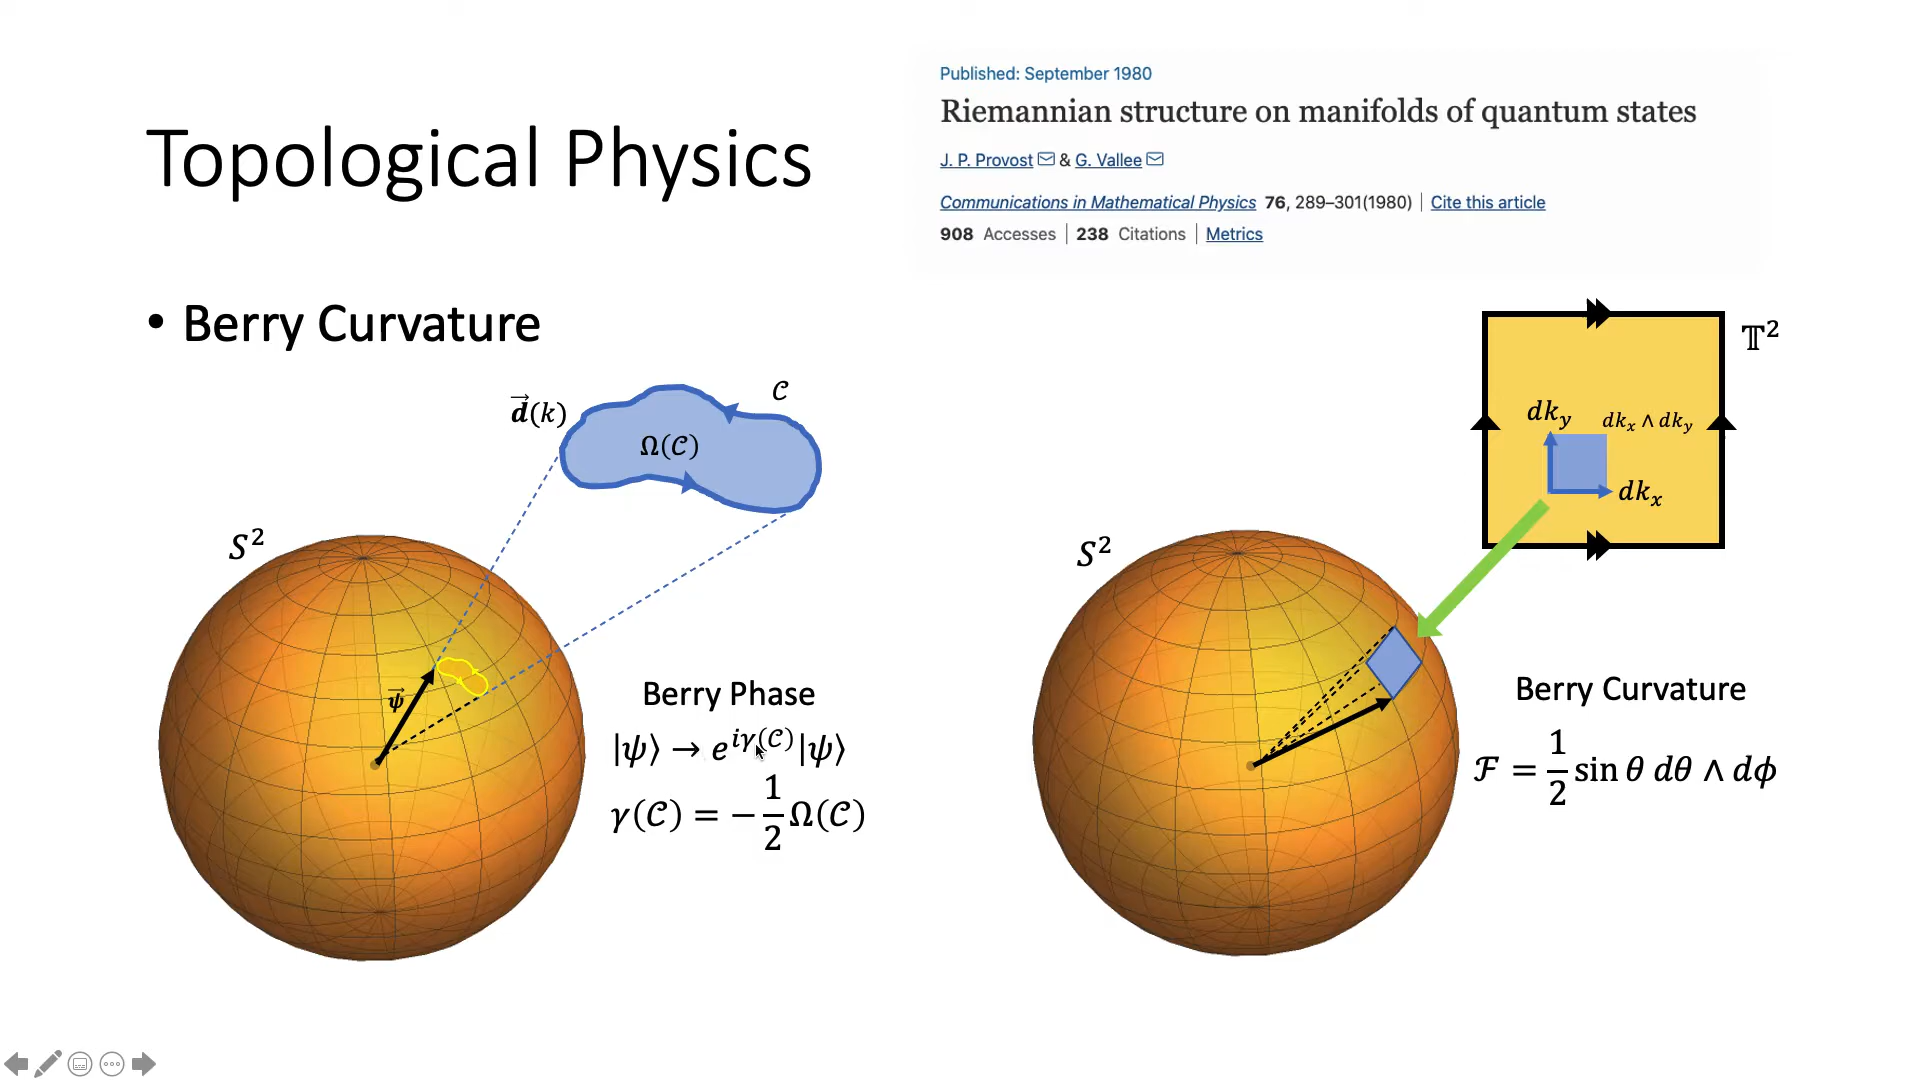 Published: September 1980
Riemannian structure on manifolds of quantum states
J. P. Provost & G. Vallee
Communications in Mathematical Physics 76, 289–301(1980) | Cite this article
908 Accesses | 238 Citations | Metrics
Topological Physics
• Berry Curvature
𝕋²
d⃗(k)
𝒞
Ω(𝒞)
dk_y
dk_x ∧ dk_y
dk_x
S²
S²
ψ⃗
Berry Phase
|ψ⟩ → e^{iγ(𝒞)}|ψ⟩
γ(𝒞) = −1/2 Ω(𝒞)
Berry Curvature
ℱ = 1/2 sin θ dθ ∧ dϕ